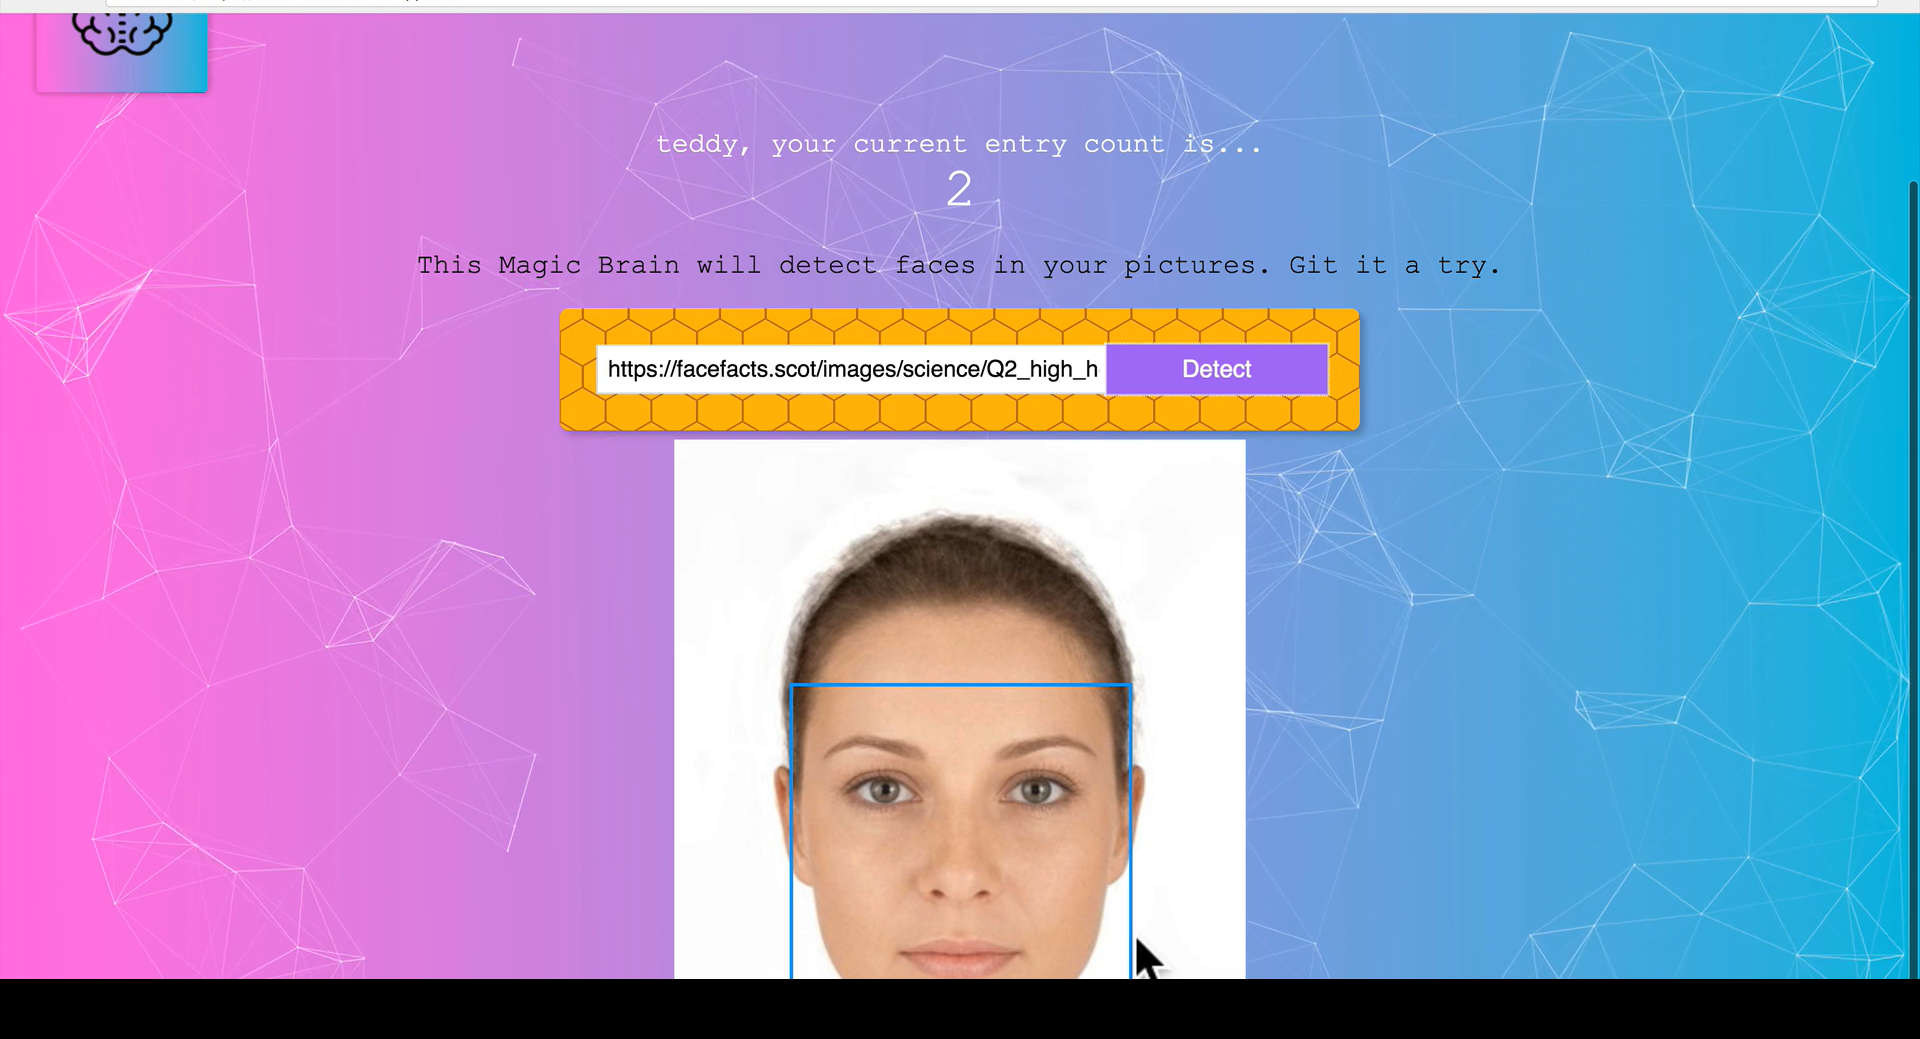 teddy, your current entry count is...
2
This Magic Brain will detect faces in your pictures. Git it a try.
https://facefacts.scot/images/science/Q2_high_h
Detect